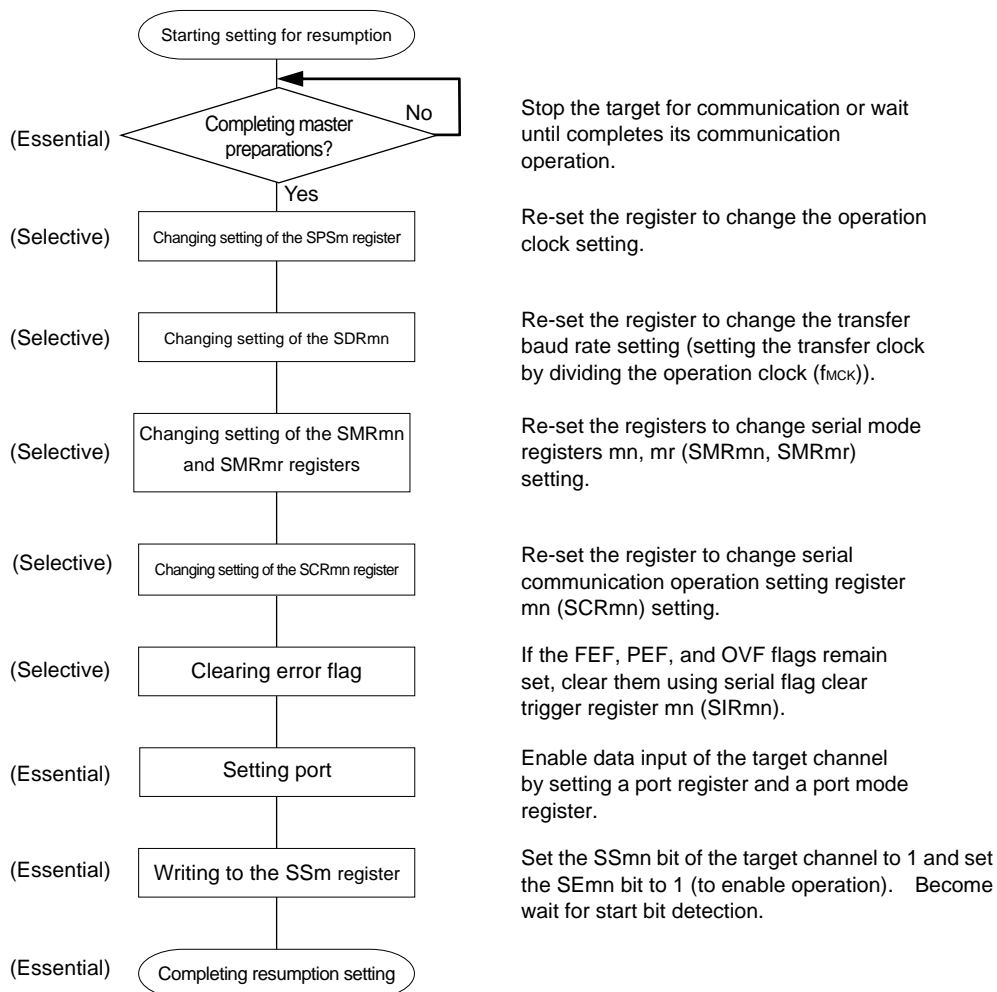 Starting setting for resumption
(Essential)
Completing master
preparations?
No
Yes
Stop the target for communication or wait
until completes its communication
operation.
(Selective)
Changing setting of the SPSm register
Re-set the register to change the operation
clock setting.
(Selective)
Changing setting of the SDRmn
Re-set the register to change the transfer
baud rate setting (setting the transfer clock
by dividing the operation clock (fMCK)).
(Selective)
Changing setting of the SMRmn
and SMRmr registers
Re-set the registers to change serial mode
registers mn, mr (SMRmn, SMRmr)
setting.
(Selective)
Changing setting of the SCRmn register
Re-set the register to change serial
communication operation setting register
mn (SCRmn) setting.
(Selective)
Clearing error flag
If the FEF, PEF, and OVF flags remain
set, clear them using serial flag clear
trigger register mn (SIRmn).
(Essential)
Setting port
Enable data input of the target channel
by setting a port register and a port mode
register.
(Essential)
Writing to the SSm register
Set the SSmn bit of the target channel to 1 and set
the SEmn bit to 1 (to enable operation). Become
wait for start bit detection.
(Essential)
Completing resumption setting